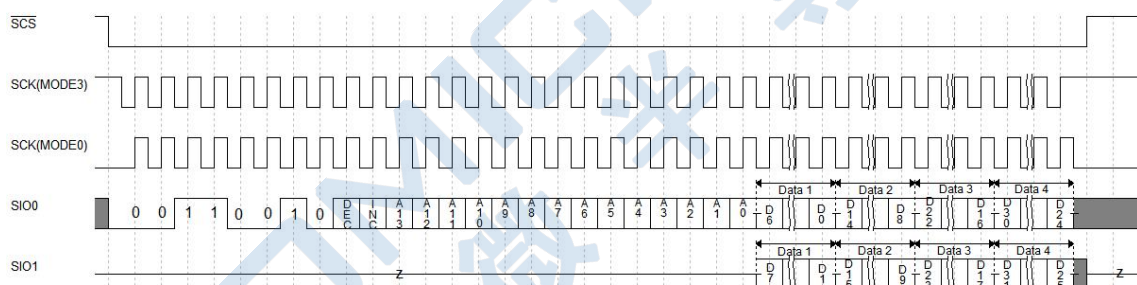 SCS
SCK(MODE3)
SCK(MODE0)
Data 1 Data 2 Data 3 Data 4
SIO0 0 0 1 1 0 0 1 0 DEC NC A13 A12 A11 A10 A9 A8 A7 A6 A5 A4 A3 A2 A1 A0 D6 D0 D14 D8 D22 D16 D30 D24
Data 1 Data 2 Data 3 Data 4
SIO1 z D7 D1 D15 D9 D23 D17 D31 D25 z
微